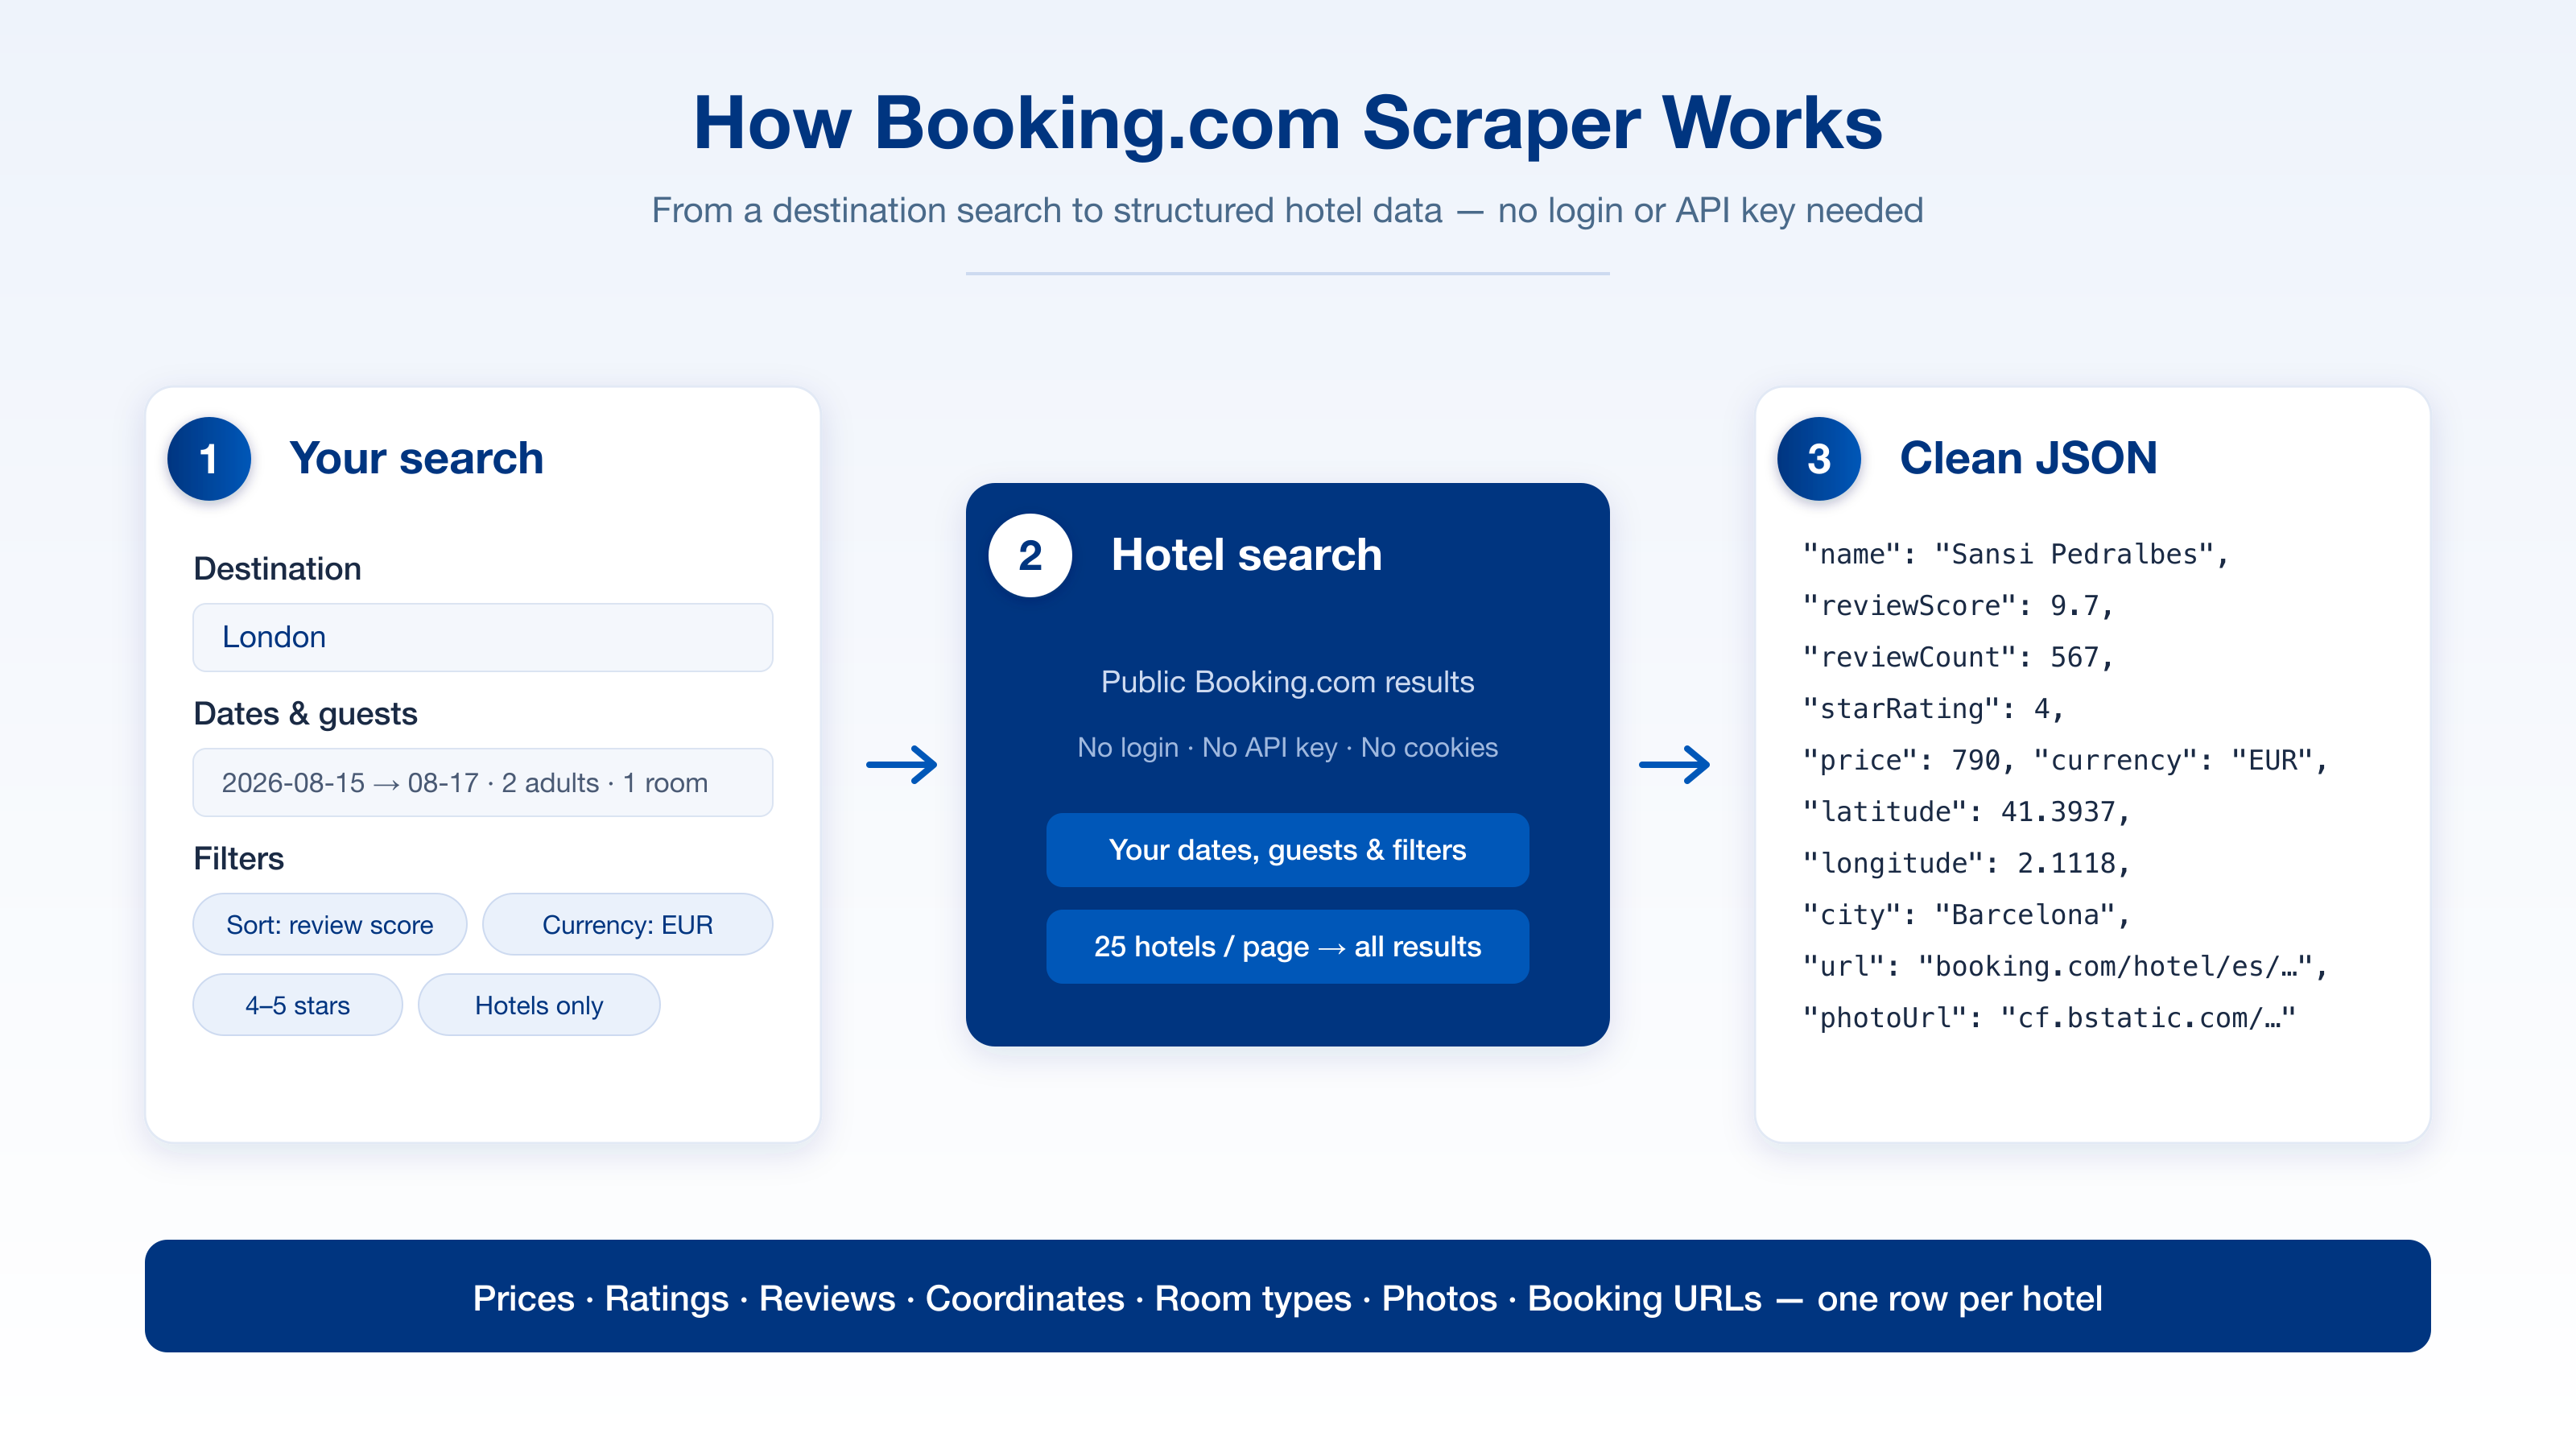 How Booking.com Scraper Works
From a destination search to structured hotel data — no login or API key needed
1
Your search
Destination
London
Dates & guests
2026-08-15 → 08-17 · 2 adults · 1 room
Filters
Sort: review score
Currency: EUR
4–5 stars
Hotels only
2
Hotel search
Public Booking.com results
No login · No API key · No cookies
Your dates, guests & filters
25 hotels / page → all results
3
Clean JSON
"name": "Sansi Pedralbes",
"reviewScore": 9.7,
"reviewCount": 567,
"starRating": 4,
"price": 790, "currency": "EUR",
"latitude": 41.3937,
"longitude": 2.1118,
"city": "Barcelona",
"url": "booking.com/hotel/es/…",
"photoUrl": "cf.bstatic.com/…"
Prices · Ratings · Reviews · Coordinates · Room types · Photos · Booking URLs — one row per hotel